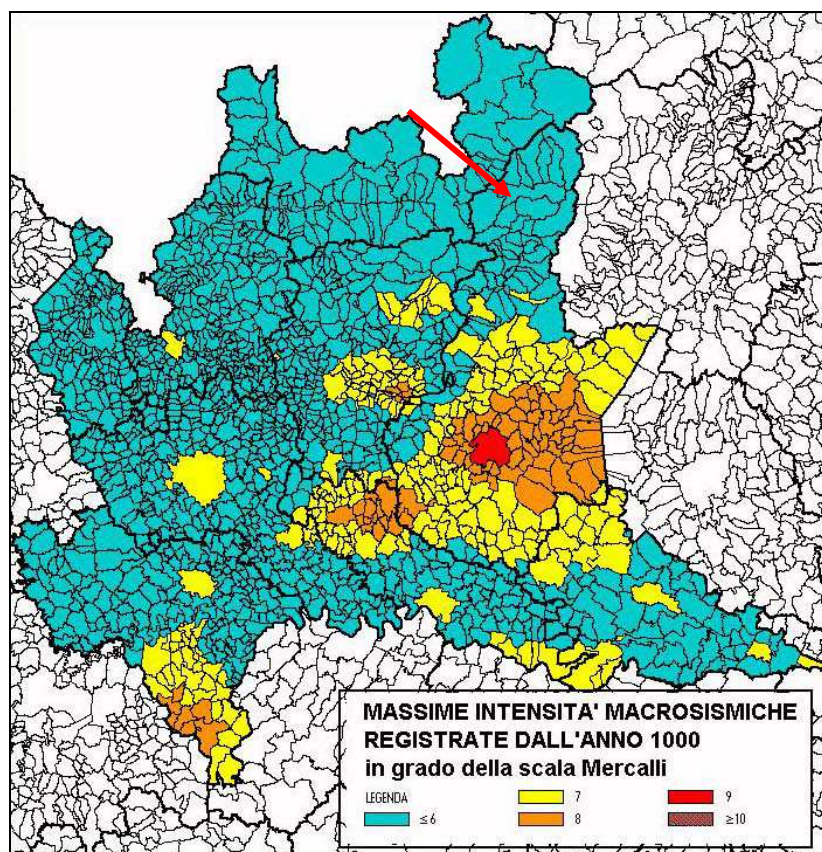 MASSIME INTENSITA' MACROSISMICHE
REGISTRATE DALL'ANNO 1000
in grado della scala Mercalli
LEGENDA
≤ 6
7
8
9
≥10